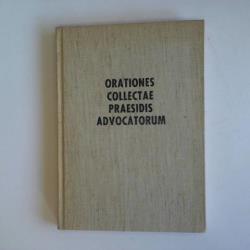 ORATIONES
COLLECTAE
PRAESIDIS
ADVOCATORUM